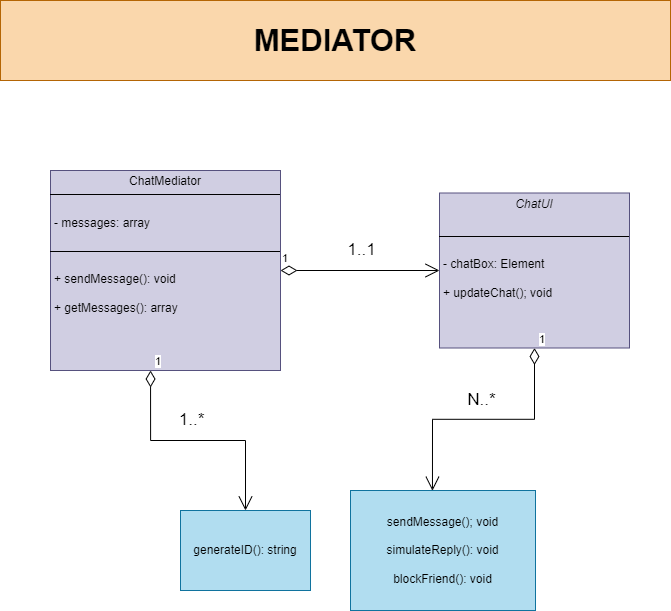 MEDIATOR
ChatMediator
- messages: array
+ sendMessage(): void
+ getMessages(): array
1
1..1
ChatUI
- chatBox: Element
+ updateChat(); void
1
1
1..*
N..*
generateID(): string
sendMessage(); void
simulateReply(): void
blockFriend(): void